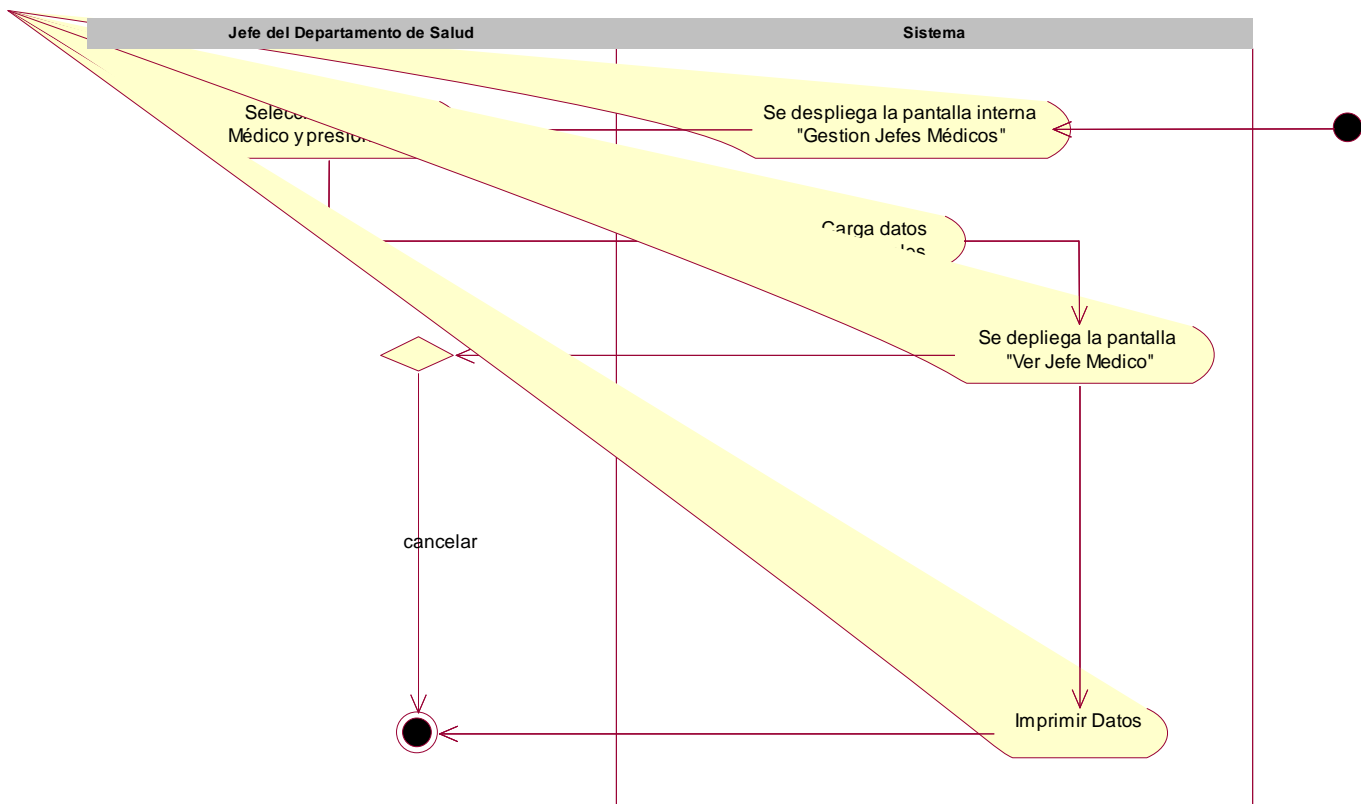 Jefe del Departamento de Salud
Sistema
Médico y
Se despliega la pantalla interna
"Gestion Jefes Médicos"
Carga datos
Se depliega la pantalla
"Ver Jefe Medico"
cancelar
Imprimir Datos